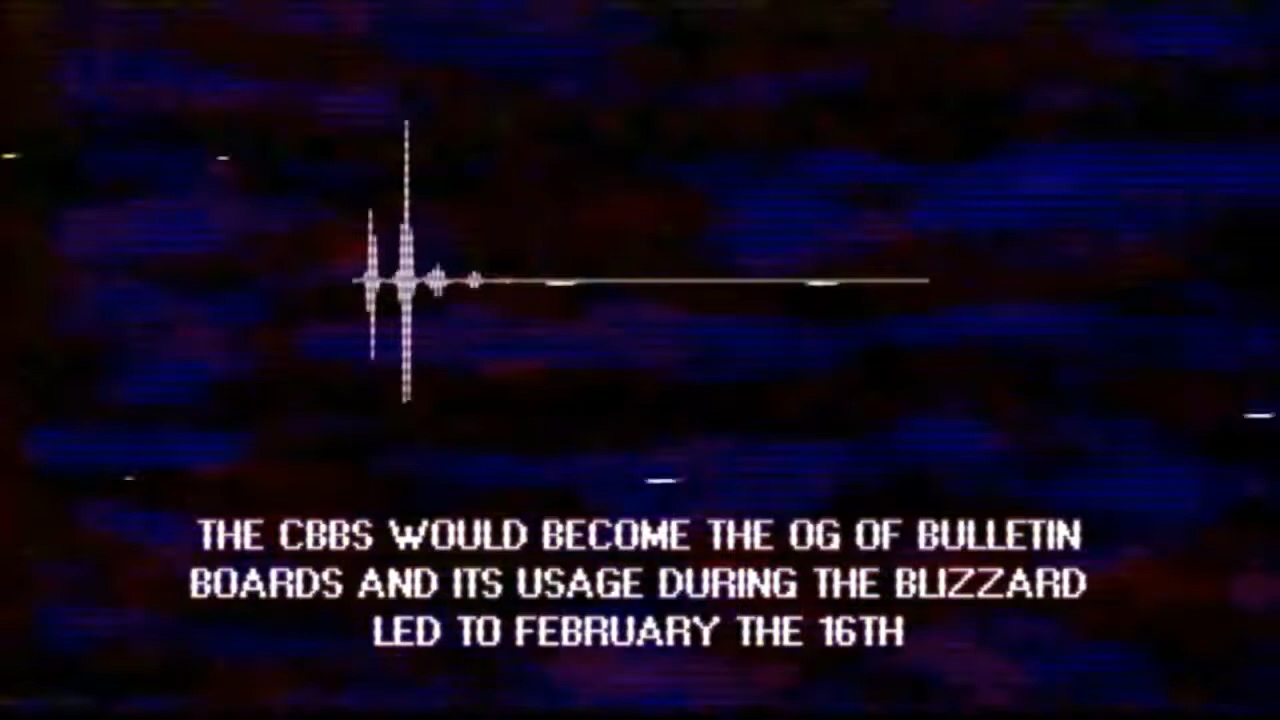 THE CBBS WOULD BECOME THE OG OF BULLETIN
BOARDS AND ITS USAGE DURING THE BLIZZARD
LED TO FEBRUARY THE 16TH